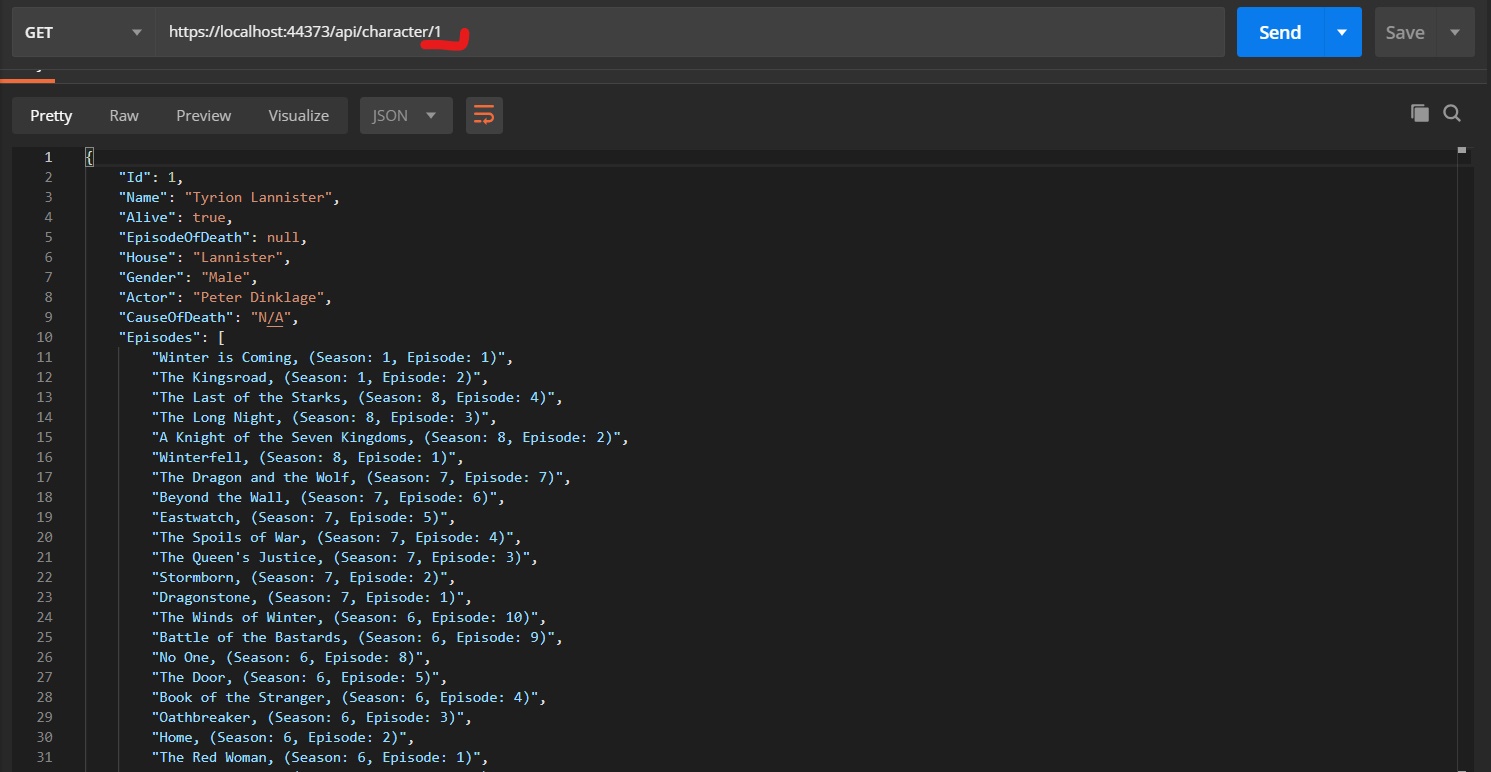 GET https://localhost:44373/api/character/1 Send Save
Pretty Raw Preview Visualize JSON
1 {
2 "Id": 1,
3 "Name": "Tyrion Lannister",
4 "Alive": true,
5 "EpisodeOfDeath": null,
6 "House": "Lannister",
7 "Gender": "Male",
8 "Actor": "Peter Dinklage",
9 "CauseOfDeath": "N/A",
10 "Episodes": [
11 "Winter is Coming, (Season: 1, Episode: 1)",
12 "The Kingsroad, (Season: 1, Episode: 2)",
13 "The Last of the Starks, (Season: 8, Episode: 4)",
14 "The Long Night, (Season: 8, Episode: 3)",
15 "A Knight of the Seven Kingdoms, (Season: 8, Episode: 2)",
16 "Winterfell, (Season: 8, Episode: 1)",
17 "The Dragon and the Wolf, (Season: 7, Episode: 7)",
18 "Beyond the Wall, (Season: 7, Episode: 6)",
19 "Eastwatch, (Season: 7, Episode: 5)",
20 "The Spoils of War, (Season: 7, Episode: 4)",
21 "The Queen's Justice, (Season: 7, Episode: 3)",
22 "Stormborn, (Season: 7, Episode: 2)",
23 "Dragonstone, (Season: 7, Episode: 1)",
24 "The Winds of Winter, (Season: 6, Episode: 10)",
25 "Battle of the Bastards, (Season: 6, Episode: 9)",
26 "No One, (Season: 6, Episode: 8)",
27 "The Door, (Season: 6, Episode: 5)",
28 "Book of the Stranger, (Season: 6, Episode: 4)",
29 "Oathbreaker, (Season: 6, Episode: 3)",
30 "Home, (Season: 6, Episode: 2)",
31 "The Red Woman, (Season: 6, Episode: 1)",